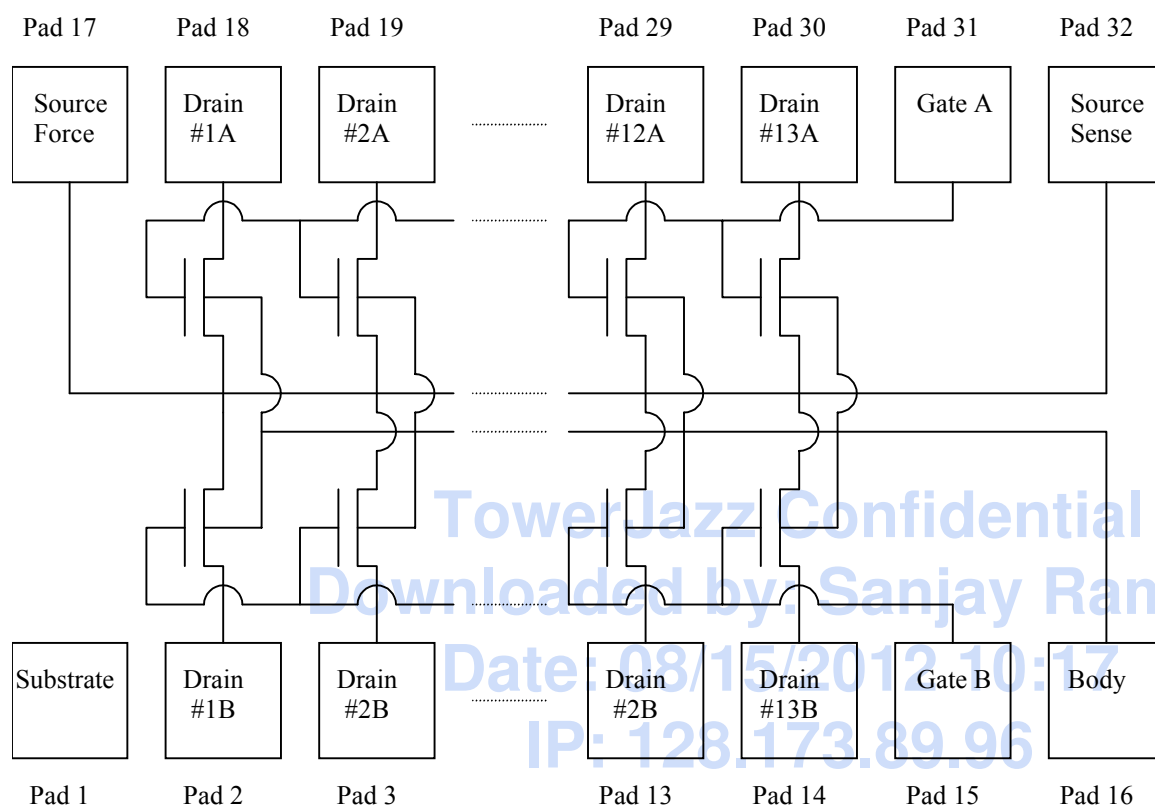 Pad 17 Pad 18 Pad 19 Pad 29 Pad 30 Pad 31 Pad 32
Source Force
Drain #1A
Drain #2A
Drain #12A
Drain #13A
Gate A
Source Sense
TowerJazz Confidential
Downloaded by: Sanjay Ram
Date: 08/15/2012 10:17
IP: 128.173.89.96
Substrate
Drain #1B
Drain #2B
Drain #2B
Drain #13B
Gate B
Body
Pad 1 Pad 2 Pad 3 Pad 13 Pad 14 Pad 15 Pad 16